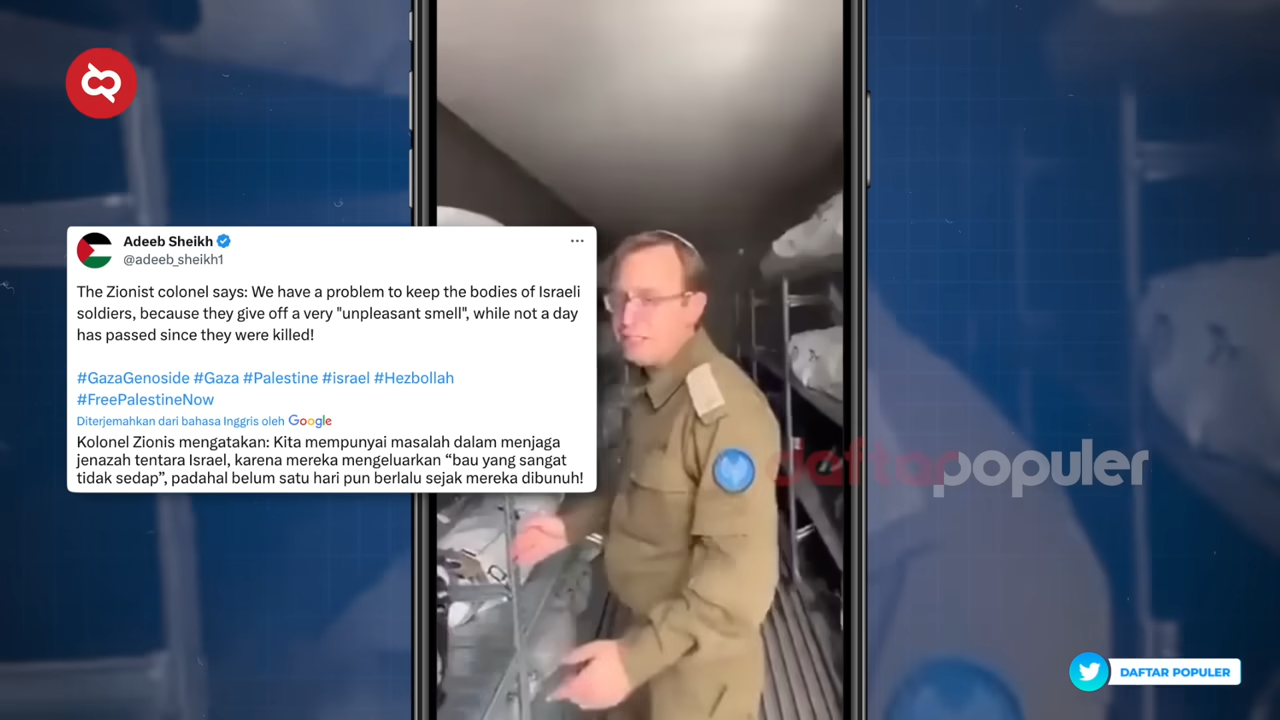 Adeeb Sheikh
@adeeb_sheikh1
The Zionist colonel says: We have a problem to keep the bodies of Israeli
soldiers, because they give off a very "unpleasant smell", while not a day
has passed since they were killed!
#GazaGenoside #Gaza #Palestine #israel #Hezbollah
#FreePalestineNow
Diterjemahkan dari bahasa Inggris oleh Google
Kolonel Zionis mengatakan: Kita mempunyai masalah dalam menjaga
jenazah tentara Israel, karena mereka mengeluarkan “bau yang sangat
tidak sedap”, padahal belum satu hari pun berlalu sejak mereka dibunuh!
daftarpopuler
DAFTAR POPULER